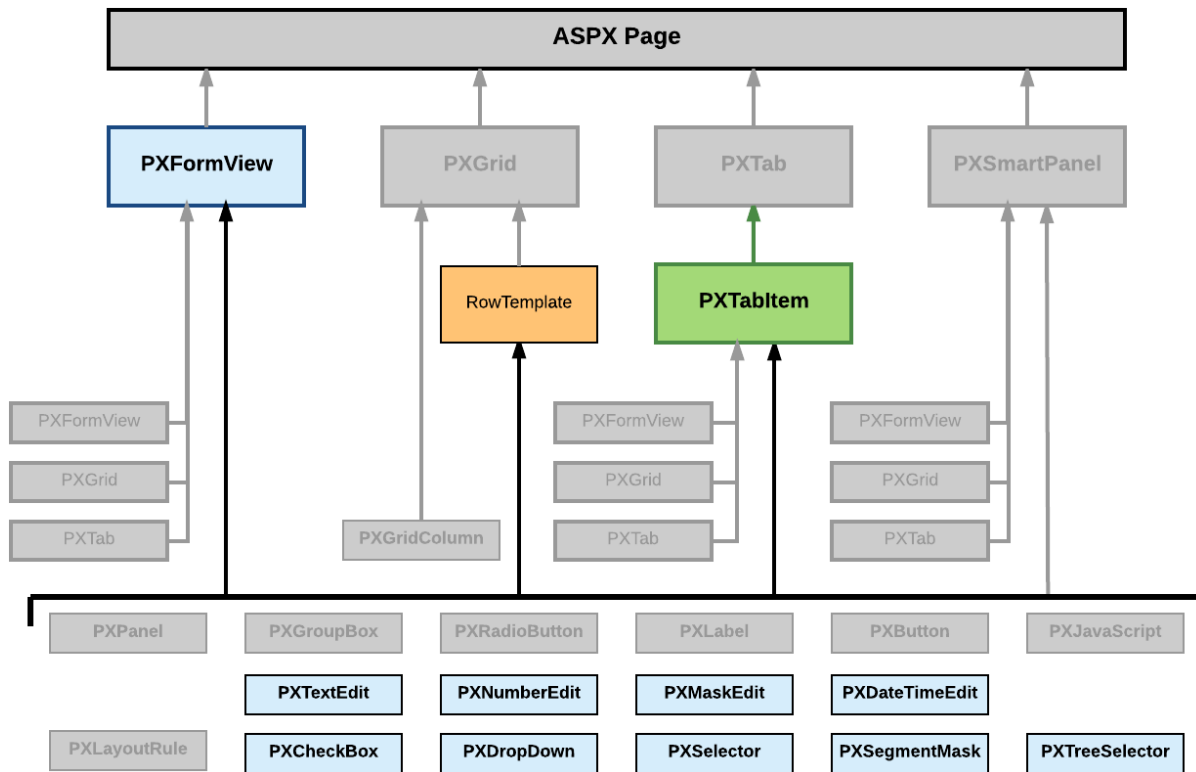 ASPX Page
PXFormView PXGrid PXTab PXSmartPanel
RowTemplate PXTabItem
PXFormView PXFormView PXFormView
PXGrid PXGrid PXGrid
PXTab PXGridColumn PXTab PXTab
PXPanel PXGroupBox PXRadioButton PXLabel PXButton PXJavaScript
PXTextEdit PXNumberEdit PXMaskEdit PXDateTimeEdit
PXLayoutRule PXCheckBox PXDropDown PXSelector PXSegmentMask PXTreeSelector